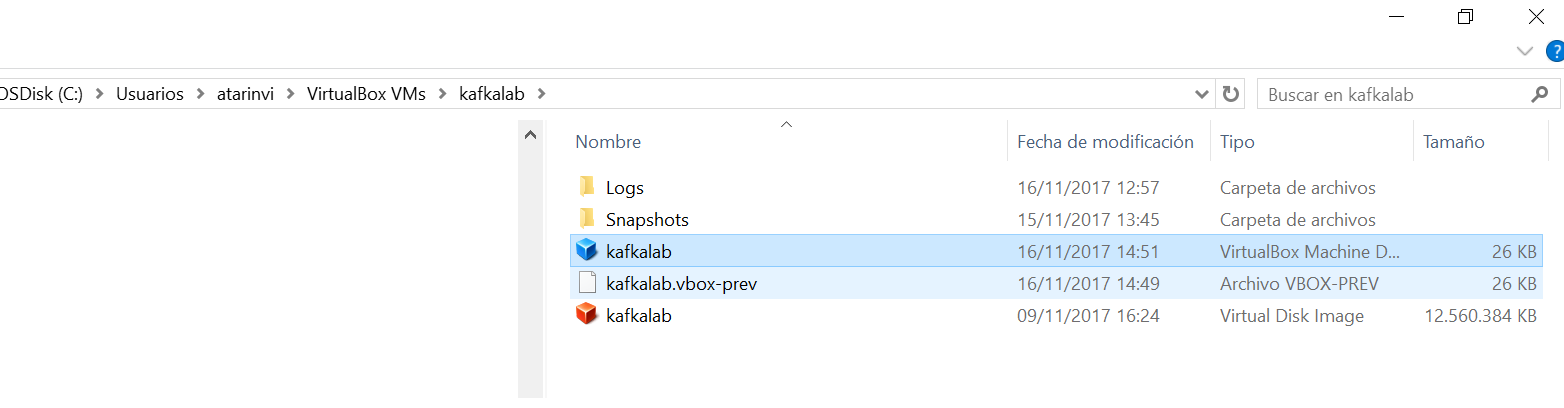 OSDisk (C:) > Usuarios > atarinvi > VirtualBox VMs > kafkalab >
Buscar en kafkalab
Nombre Fecha de modificación Tipo Tamaño
Logs 16/11/2017 12:57 Carpeta de archivos
Snapshots 15/11/2017 13:45 Carpeta de archivos
kafkalab 16/11/2017 14:51 VirtualBox Machine D... 26 KB
kafkalab.vbox-prev 16/11/2017 14:49 Archivo VBOX-PREV 26 KB
kafkalab 09/11/2017 16:24 Virtual Disk Image 12.560.384 KB